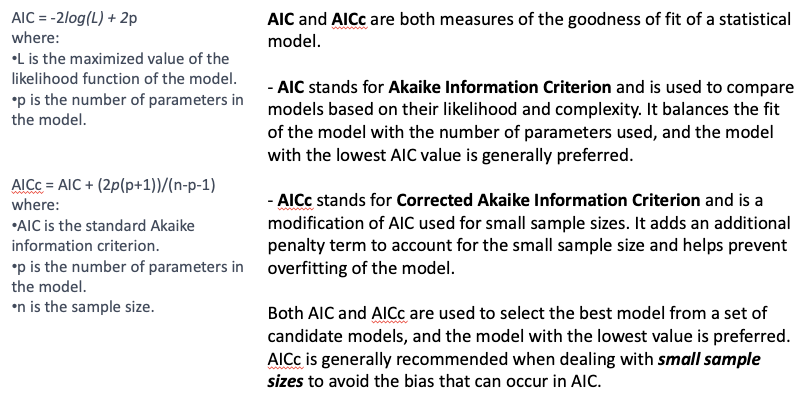 AIC = -2log(L) + 2p
where:
•L is the maximized value of the
likelihood function of the model.
•p is the number of parameters in
the model.
AICc = AIC + (2p(p+1))/(n-p-1)
where:
•AIC is the standard Akaike
information criterion.
•p is the number of parameters in
the model.
•n is the sample size.
AIC and AICc are both measures of the goodness of fit of a statistical
model.
- AIC stands for Akaike Information Criterion and is used to compare
models based on their likelihood and complexity. It balances the fit
of the model with the number of parameters used, and the model
with the lowest AIC value is generally preferred.
- AICc stands for Corrected Akaike Information Criterion and is a
modification of AIC used for small sample sizes. It adds an additional
penalty term to account for the small sample size and helps prevent
overfitting of the model.
Both AIC and AICc are used to select the best model from a set of
candidate models, and the model with the lowest value is preferred.
AICc is generally recommended when dealing with small sample
sizes to avoid the bias that can occur in AIC.